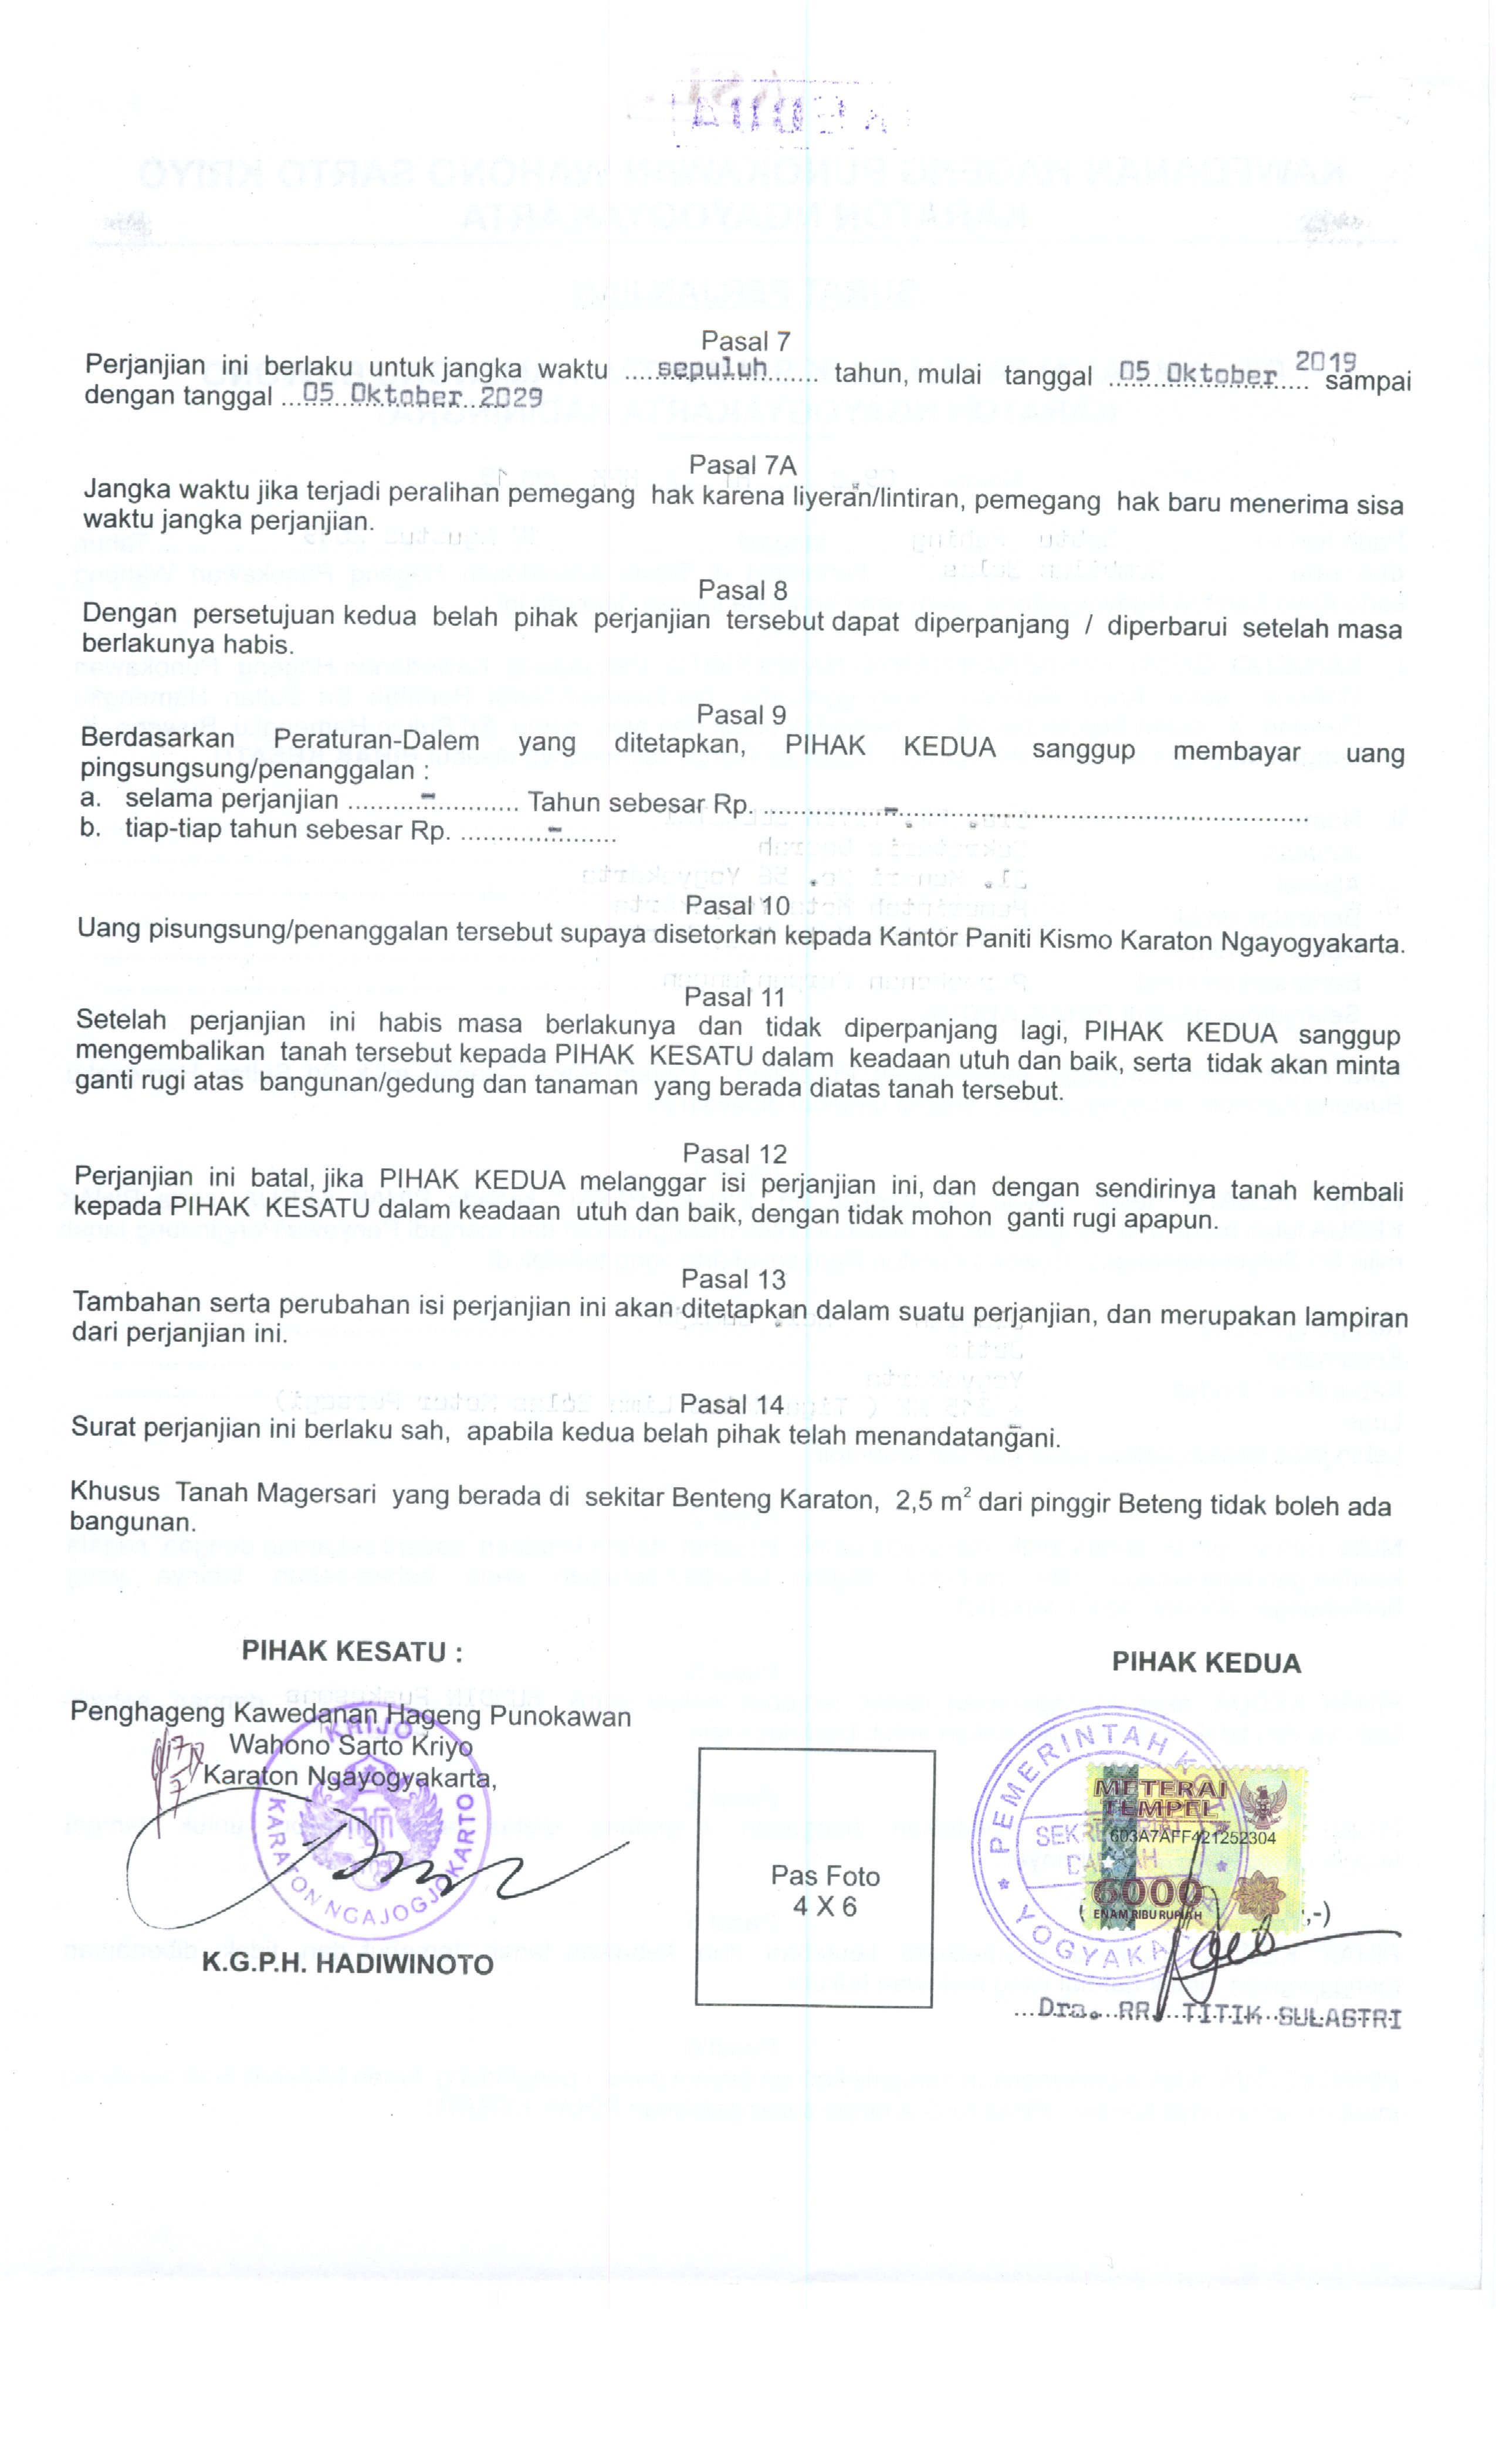 Pasal 7
Perjanjian ini berlaku untuk jangka waktu ...sepuluh....... tahun, mulai tanggal ..05 Oktober 2019... sampai
dengan tanggal ...05 Oktober 2029
Pasal 7A
Jangka waktu jika terjadi peralihan pemegang hak karena liyeran/lintiran, pemegang hak baru menerima sisa
waktu jangka perjanjian.
Pasal 8
Dengan persetujuan kedua belah pihak perjanjian tersebut dapat diperpanjang / diperbarui setelah masa
berlakunya habis.
Pasal 9
Berdasarkan Peraturan-Dalem yang ditetapkan, PIHAK KEDUA sanggup membayar uang
pingsungsung/penanggalan :
a. selama perjanjian ..........-............ Tahun sebesar Rp. .................-..................................................
b. tiap-tiap tahun sebesar Rp. ............-........
Pasal 10
Uang pisungsung/penanggalan tersebut supaya disetorkan kepada Kantor Paniti Kismo Karaton Ngayogyakarta.
Pasal 11
Setelah perjanjian ini habis masa berlakunya dan tidak diperpanjang lagi, PIHAK KEDUA sanggup
mengembalikan tanah tersebut kepada PIHAK KESATU dalam keadaan utuh dan baik, serta tidak akan minta
ganti rugi atas bangunan/gedung dan tanaman yang berada diatas tanah tersebut.
Pasal 12
Perjanjian ini batal, jika PIHAK KEDUA melanggar isi perjanjian ini, dan dengan sendirinya tanah kembali
kepada PIHAK KESATU dalam keadaan utuh dan baik, dengan tidak mohon ganti rugi apapun.
Pasal 13
Tambahan serta perubahan isi perjanjian ini akan ditetapkan dalam suatu perjanjian, dan merupakan lampiran
dari perjanjian ini.
Pasal 14
Surat perjanjian ini berlaku sah, apabila kedua belah pihak telah menandatangani.
Khusus Tanah Magersari yang berada di sekitar Benteng Karaton, 2,5 m² dari pinggir Beteng tidak boleh ada
bangunan.
PIHAK KESATU :
PIHAK KEDUA
Penghageng Kawedanan Hageng Punokawan
Wahono Sarto Kriyo
Karaton Ngayogyakarta,
KRIJO
KARATON NGAJOGJOKARTO
K.G.P.H. HADIWINOTO
Pas Foto
4 X 6
PEMERINTAH
YOGYAKA
METERAI
TEMPEL
603A7AFF421252304
6000
ENAM RIBU RUPIAH
,-)
...Dra. RR. TITIK SULASTRI